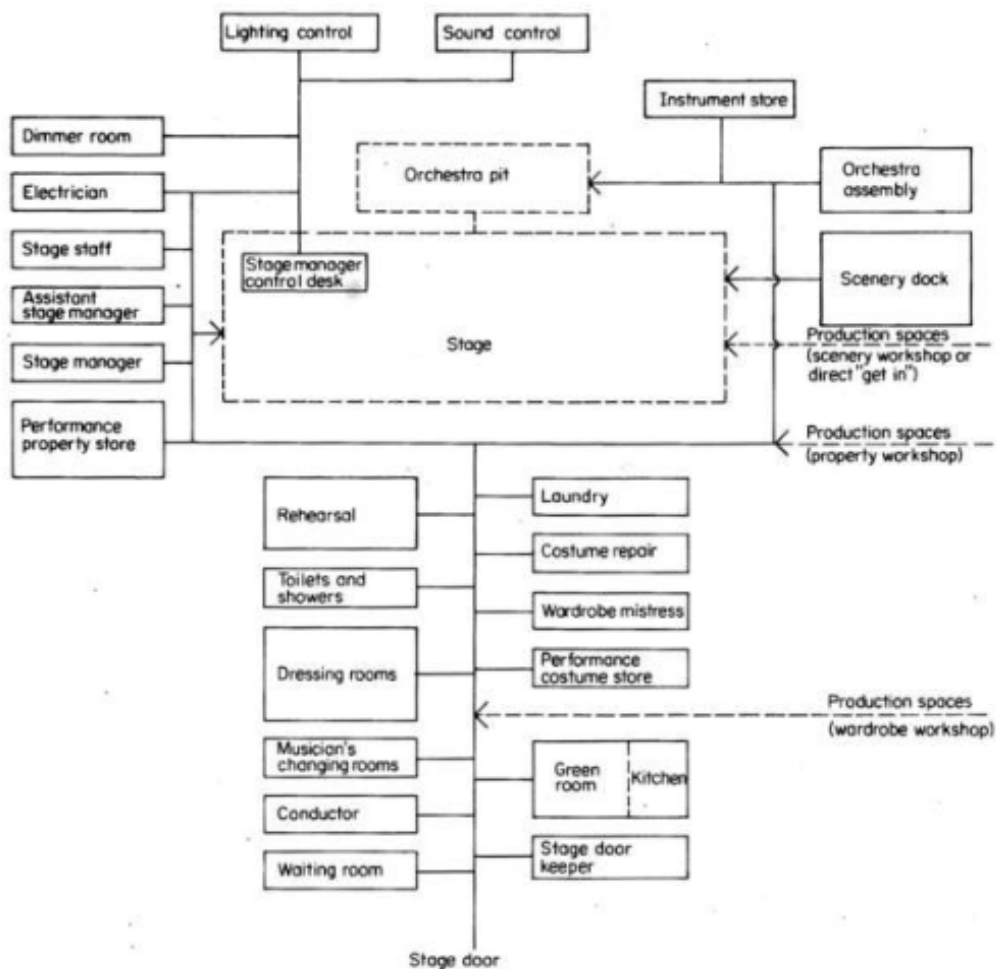 Lighting control
Sound control
Instrument store
Dimmer room
Orchestra pit
Orchestra
assembly
Electrician
Stage staff
Stage manager
control desk
Scenery dock
Assistant
stage manager
Stage
Production spaces
(scenery workshop or
direct "get in")
Stage manager
Performance
property store
Production spaces
(property workshop)
Rehearsal
Laundry
Costume repair
Toilets and
showers
Wardrobe mistress
Dressing rooms
Performance
costume store
Production spaces
(wardrobe workshop)
Musician's
changing rooms
Green
room
Kitchen
Conductor
Waiting room
Stage door
keeper
Stage door